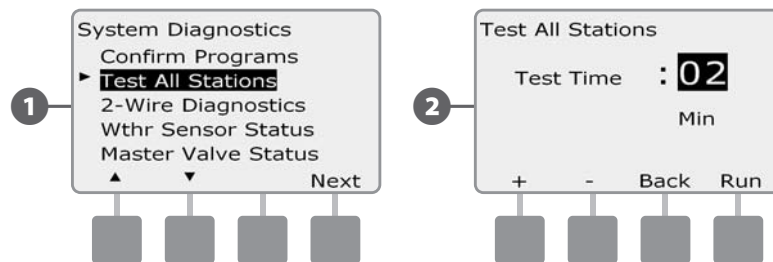 1
System Diagnostics
Confirm Programs
► Test All Stations
2-Wire Diagnostics
Wthr Sensor Status
Master Valve Status
▲ ▼ Next
2
Test All Stations
Test Time : 02
Min
+ - Back Run